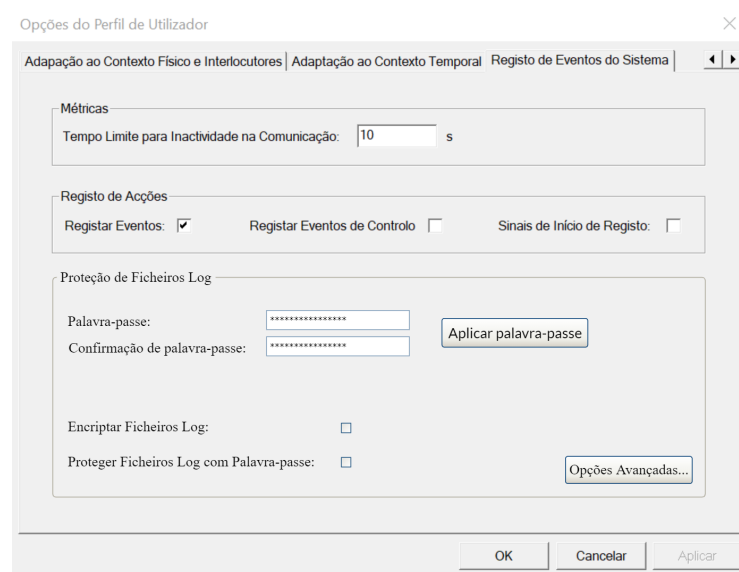 Opções do Perfil de Utilizador
Adapação ao Contexto Físico e Interlocutores Adaptação ao Contexto Temporal Registo de Eventos do Sistema
Métricas
Tempo Limite para Inactividade na Comunicação: 10 s
Registo de Acções
Registar Eventos: Registar Eventos de Controlo Sinais de Início de Registo:
Proteção de Ficheiros Log
Palavra-passe: ****************
Aplicar palavra-passe
Confirmação de palavra-passe: ****************
Encriptar Ficheiros Log:
Proteger Ficheiros Log com Palavra-passe:
Opções Avançadas...
OK Cancelar Aplicar